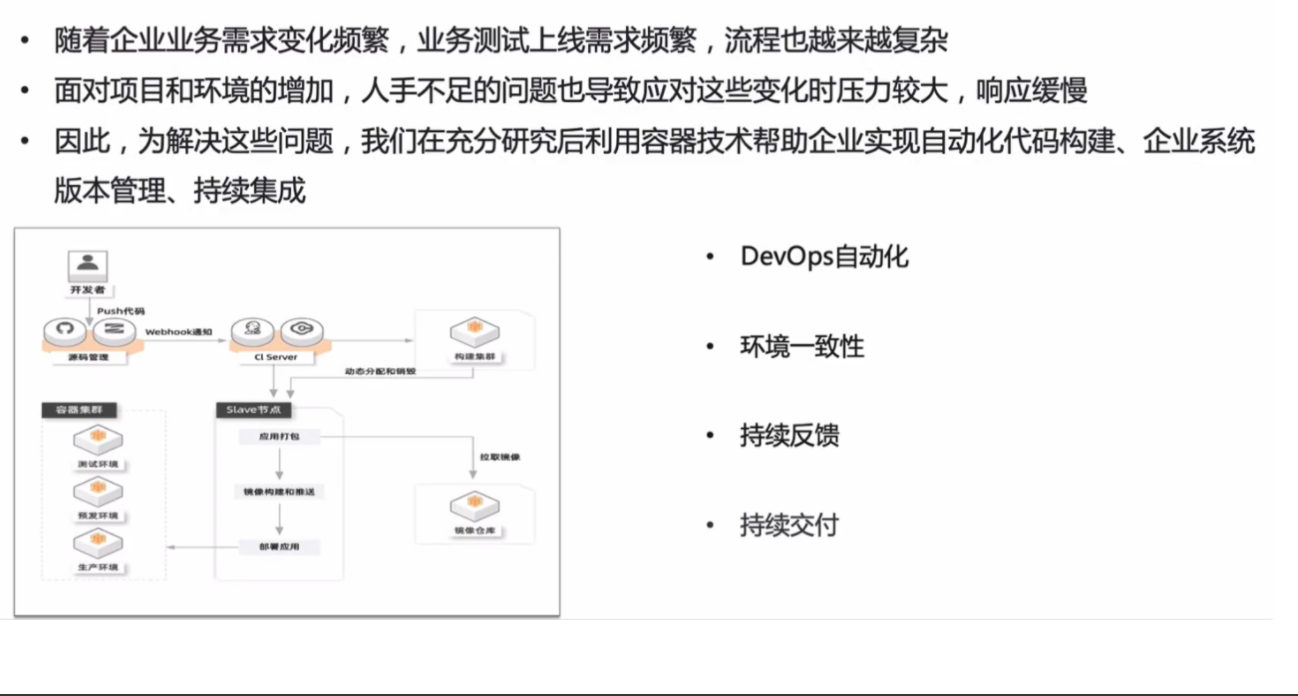 • 随着企业业务需求变化频繁，业务测试上线需求频繁，流程也越来越复杂
• 面对项目和环境的增加，人手不足的问题也导致应对这些变化时压力较大，响应缓慢
• 因此，为解决这些问题，我们在充分研究后利用容器技术帮助企业实现自动化代码构建、企业系统
版本管理、持续集成
开发者
Push代码
Webhook通知
源码管理
CI Server
构建集群
动态分配和销毁
容器集群
Slave节点
测试环境
预发环境
生产环境
应用打包
镜像构建和推送
部署应用
拉取镜像
镜像仓库
• DevOps自动化
• 环境一致性
• 持续反馈
• 持续交付